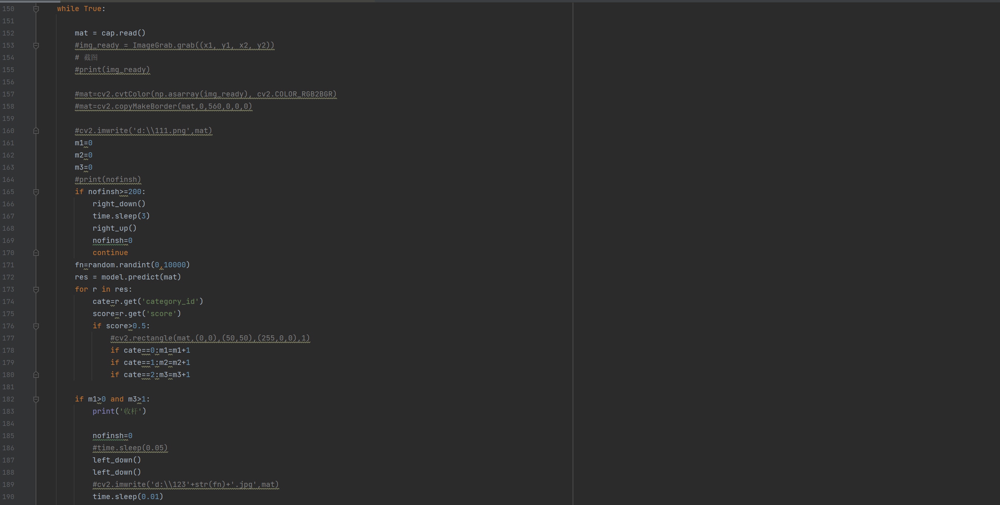 150 while True:
151
152 mat = cap.read()
153 #img_ready = ImageGrab.grab((x1, y1, x2, y2))
154 # 截图
155 #print(img_ready)
156
157 #mat=cv2.cvtColor(np.asarray(img_ready), cv2.COLOR_RGB2BGR)
158 #mat=cv2.copyMakeBorder(mat,0,560,0,0,0)
159
160 #cv2.imwrite('d:\\111.png',mat)
161 m1=0
162 m2=0
163 m3=0
164 #print(nofinsh)
165 if nofinsh>=200:
166 right_down()
167 time.sleep(3)
168 right_up()
169 nofinsh=0
170 continue
171 fn=random.randint(0,10000)
172 res = model.predict(mat)
173 for r in res:
174 cate=r.get('category_id')
175 score=r.get('score')
176 if score>0.5:
177 #cv2.rectangle(mat,(0,0),(50,50),(255,0,0),1)
178 if cate==0:m1=m1+1
179 if cate==1:m2=m2+1
180 if cate==2:m3=m3+1
181
182 if m1>0 and m3>1:
183 print('收杆')
184
185 nofinsh=0
186 #time.sleep(0.05)
187 left_down()
188 left_down()
189 #cv2.imwrite('d:\\123'+str(fn)+'.jpg',mat)
190 time.sleep(0.01)